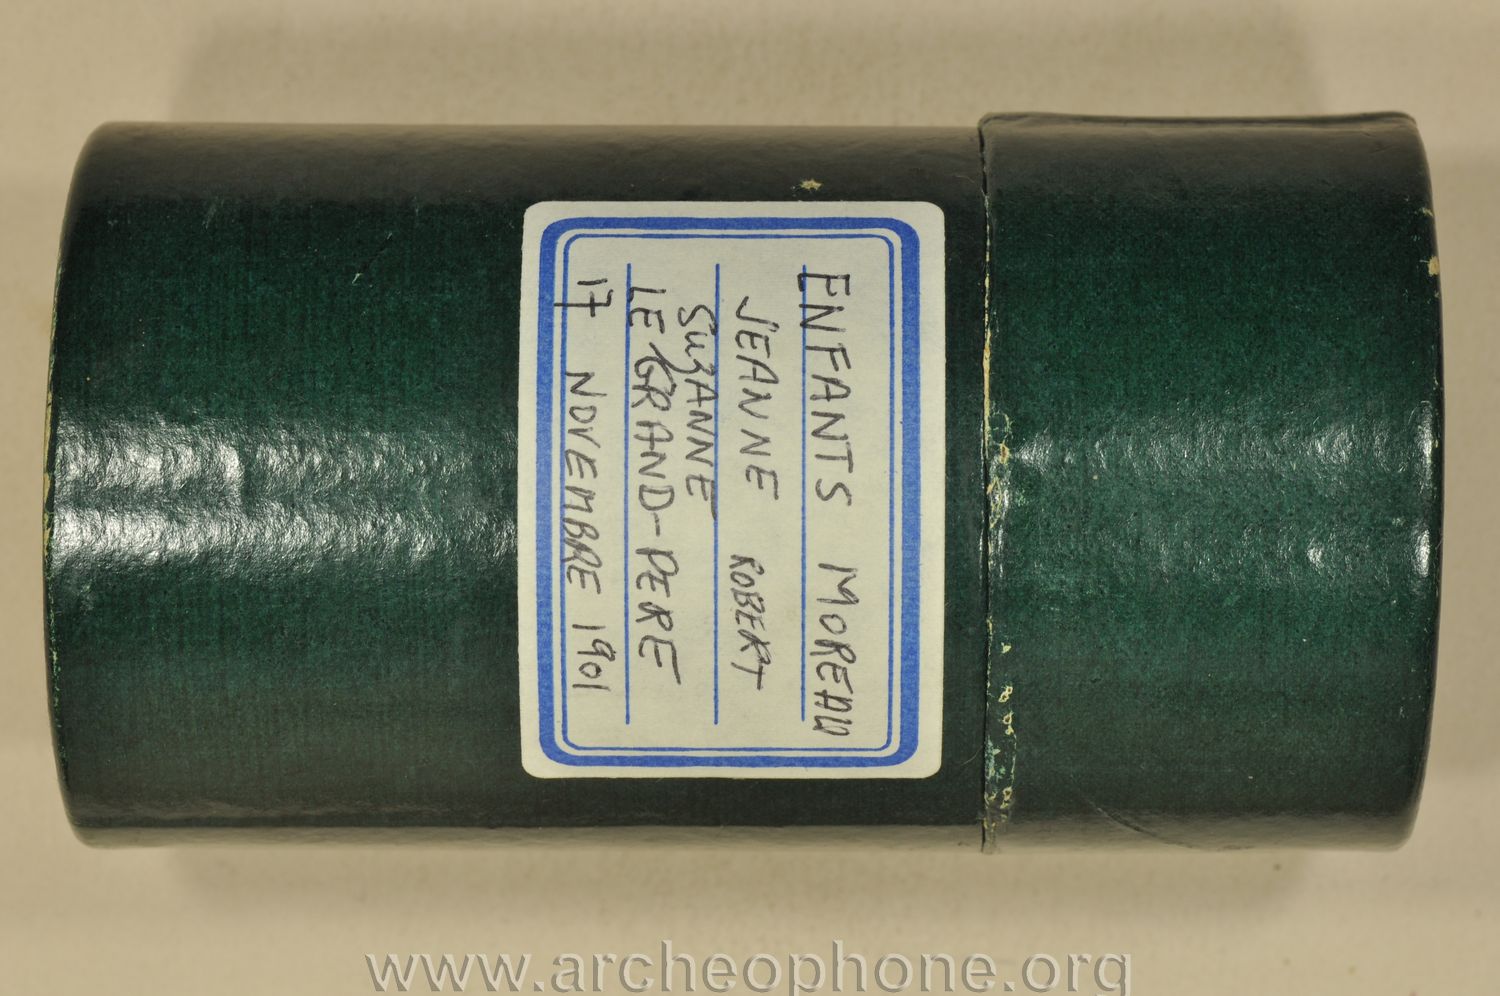 ENFANTS MOREAU
JEANNE ROBERT
SUZANNE
LE GRAND-PERE
17 NOVEMBRE 1901
www.archeophone.org